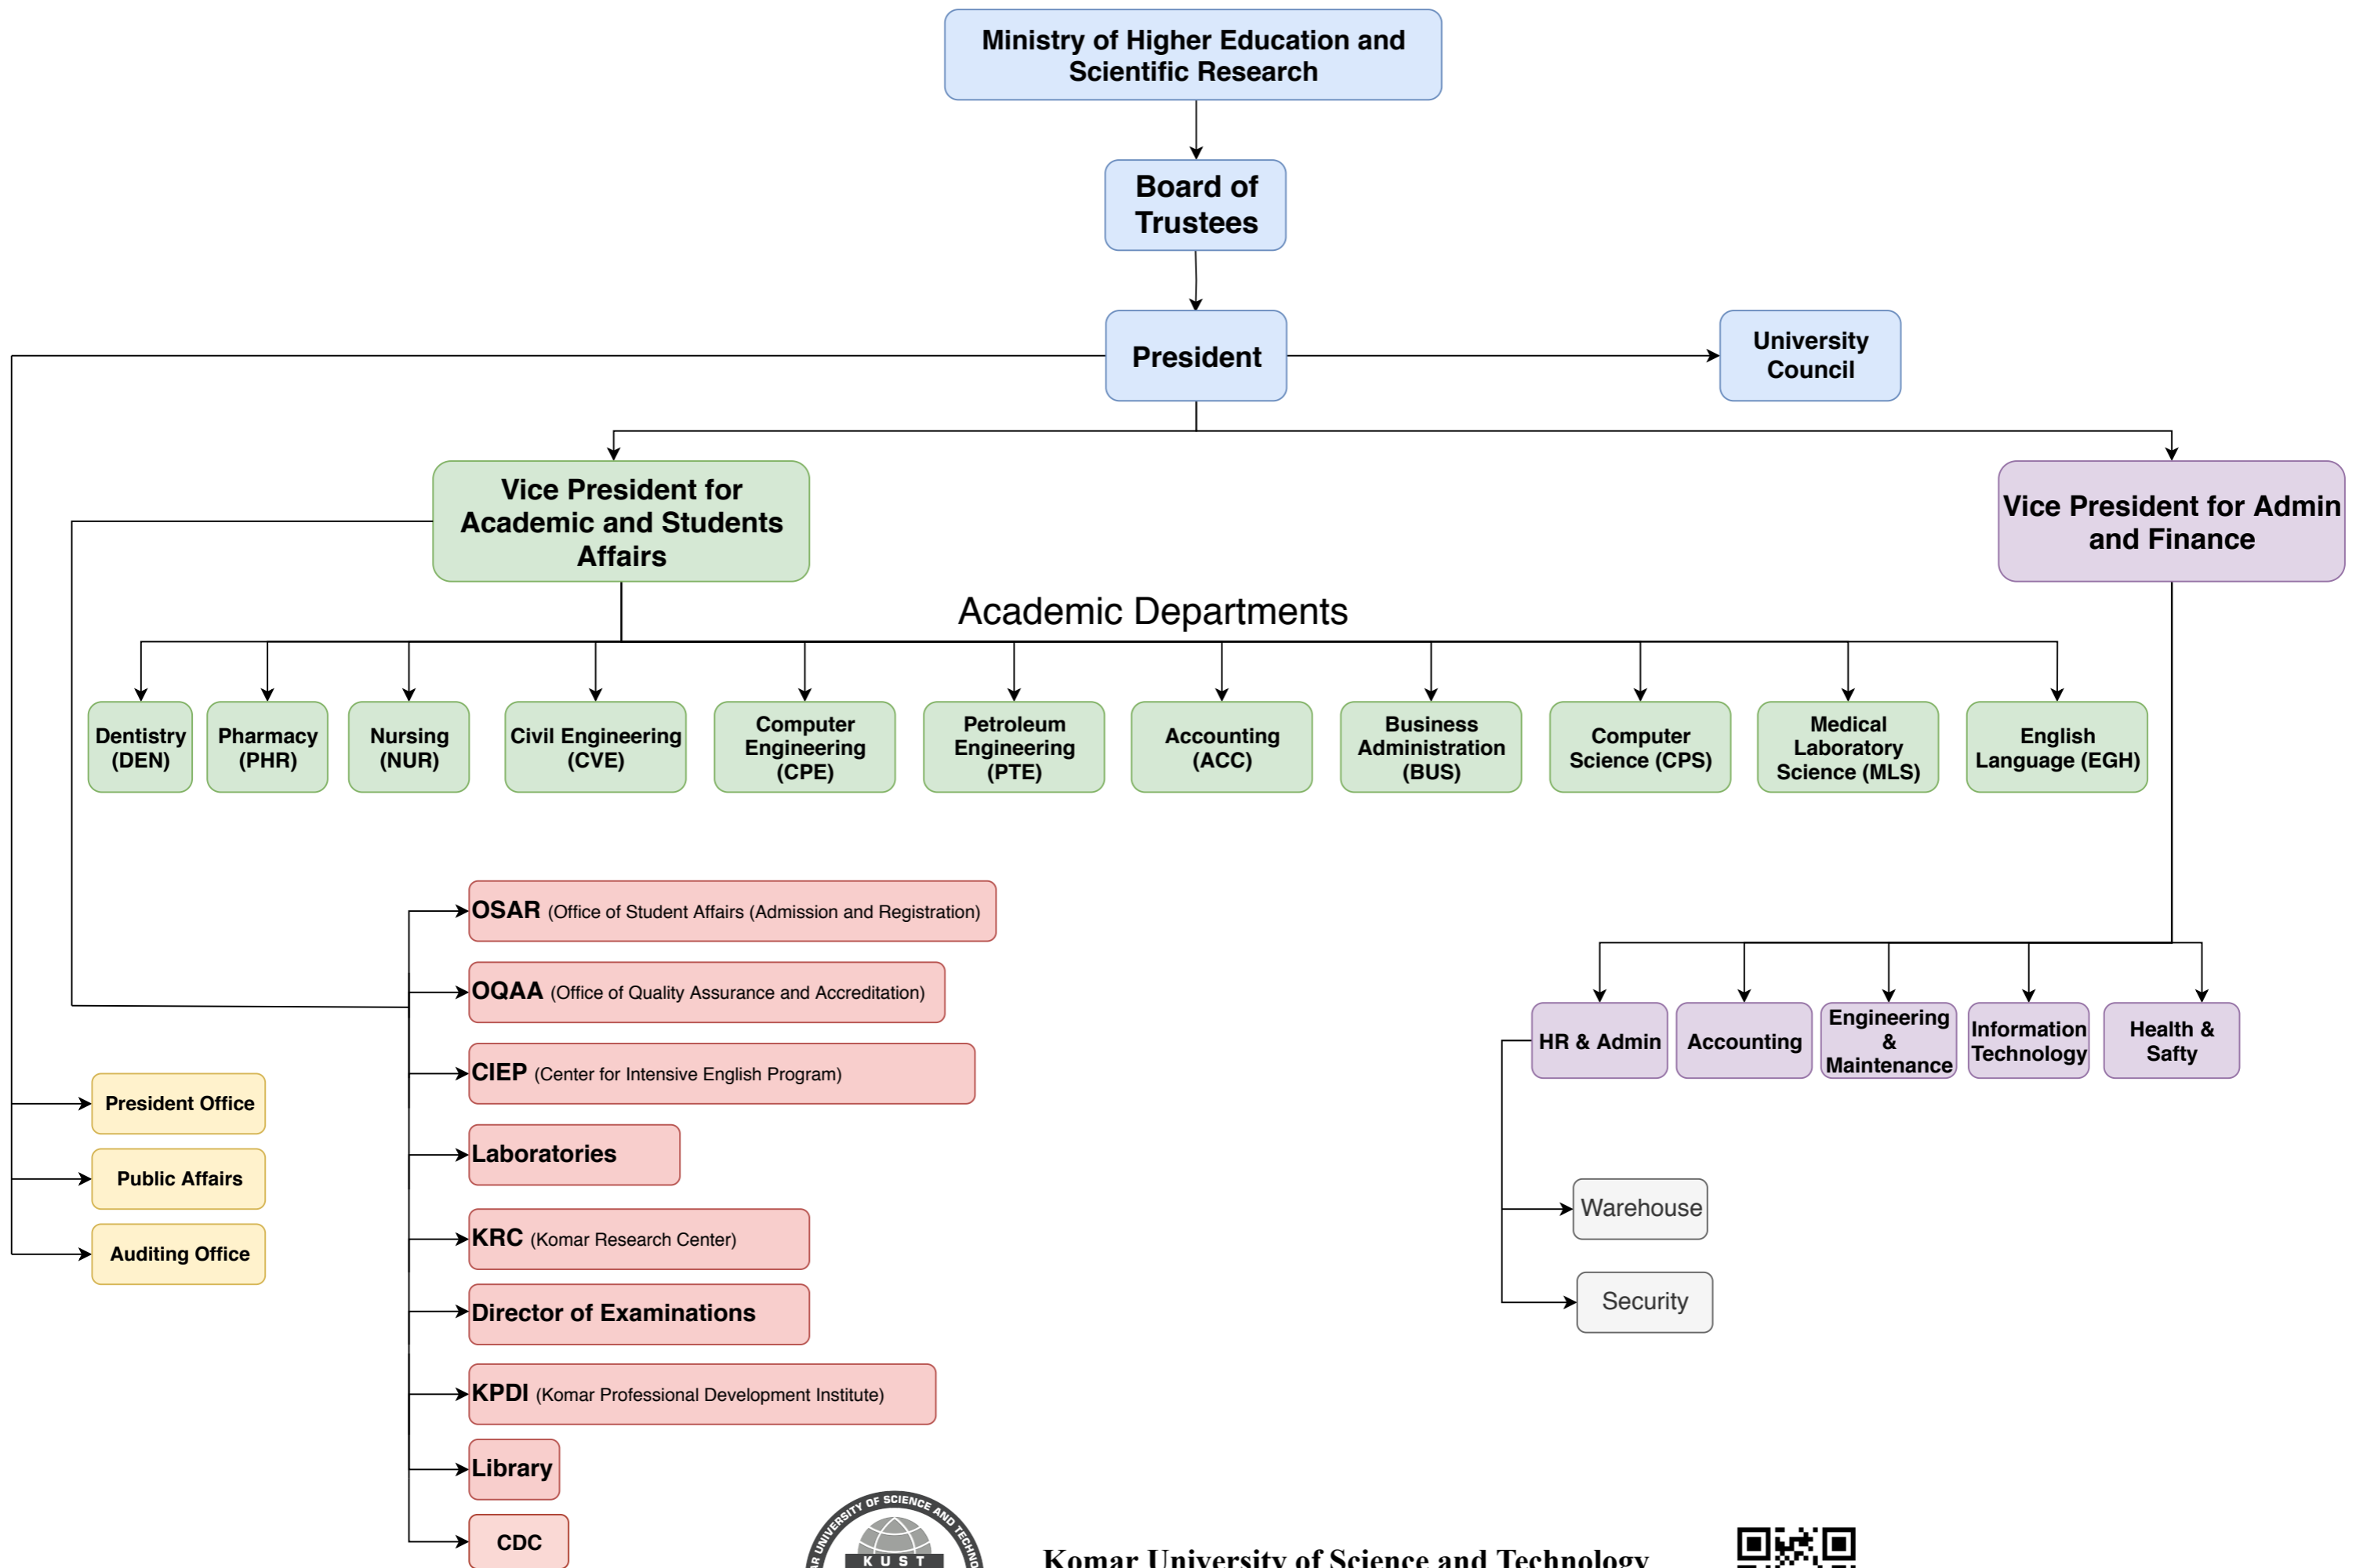 Ministry of Higher Education and
Scientific Research
Board of
Trustees
President
University
Council
Vice President for
Academic and Students
Affairs
Vice President for Admin
and Finance
Academic Departments
Dentistry
(DEN)
Pharmacy
(PHR)
Nursing
(NUR)
Civil Engineering
(CVE)
Computer
Engineering
(CPE)
Petroleum
Engineering
(PTE)
Accounting
(ACC)
Business
Administration
(BUS)
Computer
Science (CPS)
Medical
Laboratory
Science (MLS)
English
Language (EGH)
OSAR (Office of Student Affairs (Admission and Registration)
OQAA (Office of Quality Assurance and Accreditation)
CIEP (Center for Intensive English Program)
Laboratories
KRC (Komar Research Center)
Director of Examinations
KPDI (Komar Professional Development Institute)
Library
CDC
President Office
Public Affairs
Auditing Office
HR & Admin
Accounting
Engineering
&
Maintenance
Information
Technology
Health &
Safty
Warehouse
Security
UNIVERSITY OF SCIENCE AND
KUST
Komar University of Science and Technology